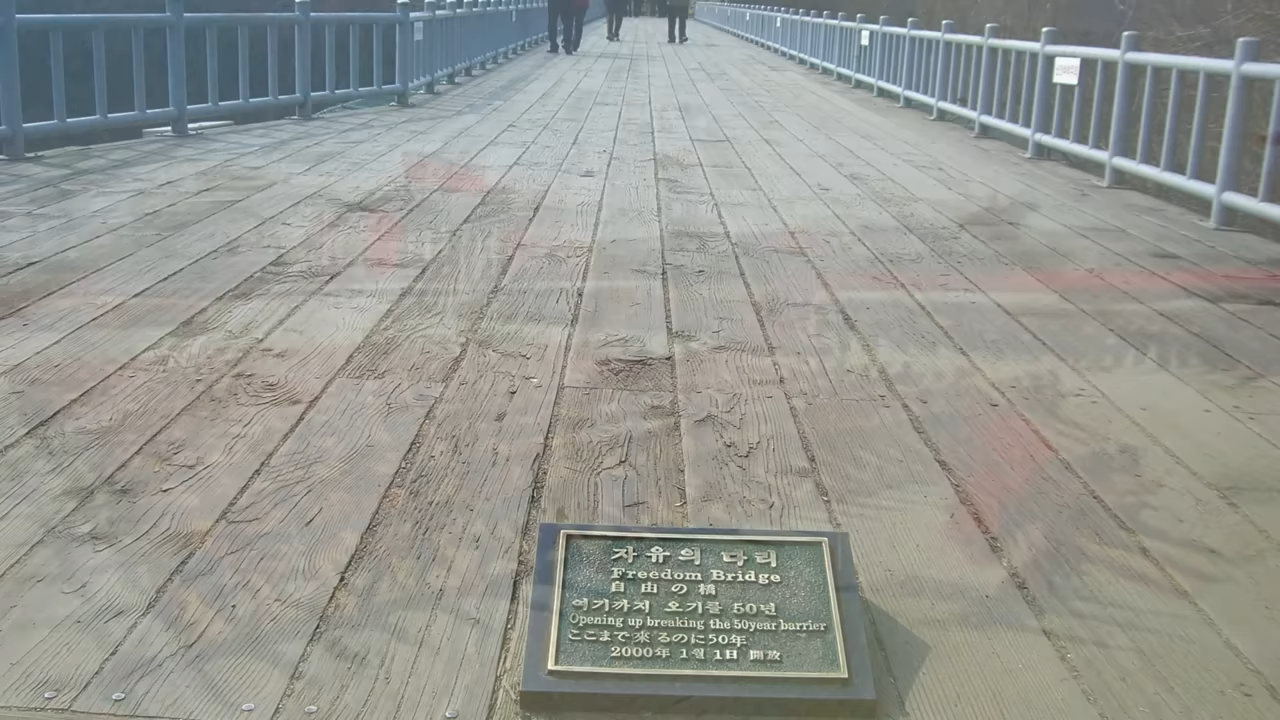 자유의 다리
Freedom Bridge
自由の橋
여기까지 오기를 50년
Opening up breaking the 50year barrier
ここまで來るのに50年
2000年 1월 1日 開放